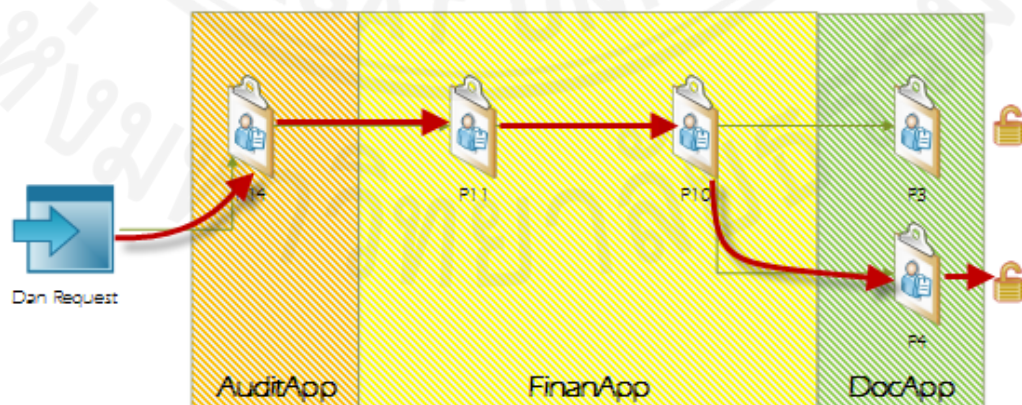 P11
P10
P3
Dan Request
P4
AuditApp
FinanApp
DocApp